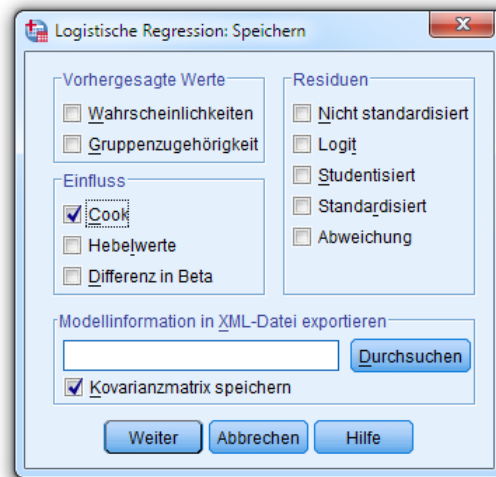 Logistische Regression: Speichern
Vorhergesagte Werte
Wahrscheinlichkeiten
Gruppenzugehörigkeit
Einfluss
Cook
Hebelwerte
Differenz in Beta
Residuen
Nicht standardisiert
Logit
Studentisiert
Standardisiert
Abweichung
Modellinformation in XML-Datei exportieren
Durchsuchen
Kovarianzmatrix speichern
Weiter Abbrechen Hilfe